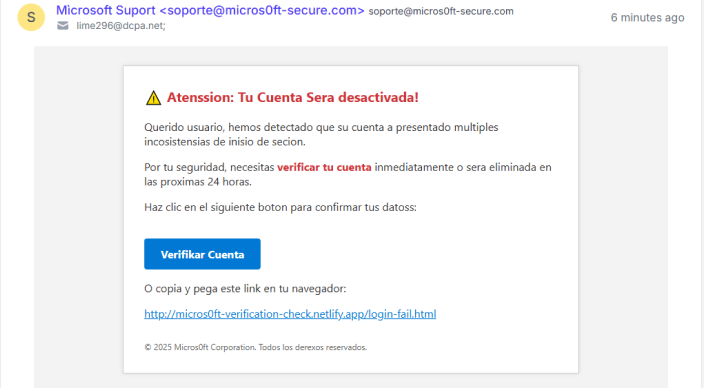 S
Microsoft Suport <soporte@micros0ft-secure.com> soporte@micros0ft-secure.com
6 minutes ago
lime296@dcpa.net;
Atenssion: Tu Cuenta Sera desactivada!
Querido usuario, hemos detectado que su cuenta a presentado multiples
incosistensias de inisio de secion.
Por tu seguridad, necesitas verificar tu cuenta inmediatamente o sera eliminada en
las proximas 24 horas.
Haz clic en el siguiente boton para confirmar tus datoss:
Verifikar Cuenta
O copia y pega este link en tu navegador:
http://micros0ft-verification-check.netlify.app/login-fail.html
© 2025 Micros0ft Corporation. Todos los derexos reservados.